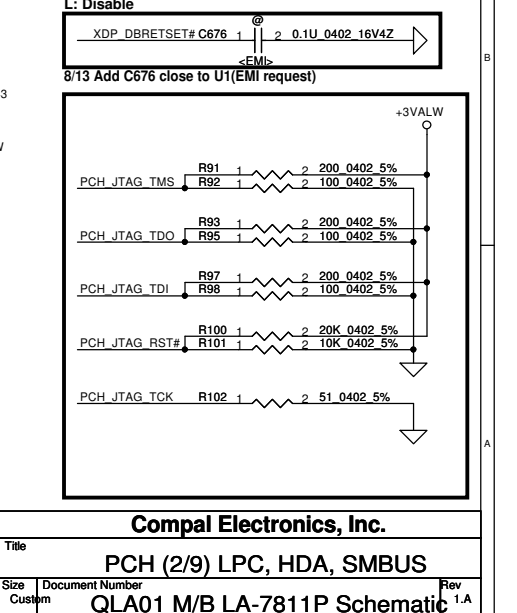 L: Disable
@
XDP_DBRETSET# C676 1 2 0.1U_0402_16V4Z
<EMI>
8/13 Add C676 close to U1(EMI request)
B
3
+3VALW
R91 1 2 200_0402_5%
PCH_JTAG_TMS R92 1 2 100_0402_5%
R93 1 2 200_0402_5%
PCH_JTAG_TDO R95 1 2 100_0402_5%
R97 1 2 200_0402_5%
PCH_JTAG_TDI R98 1 2 100_0402_5%
R100 1 2 20K_0402_5%
PCH_JTAG_RST# R101 1 2 10K_0402_5%
PCH_JTAG_TCK R102 1 2 51_0402_5%
A
Compal Electronics, Inc.
Title
PCH (2/9) LPC, HDA, SMBUS
Size Document Number Rev
Custom QLA01 M/B LA-7811P Schematic 1.A